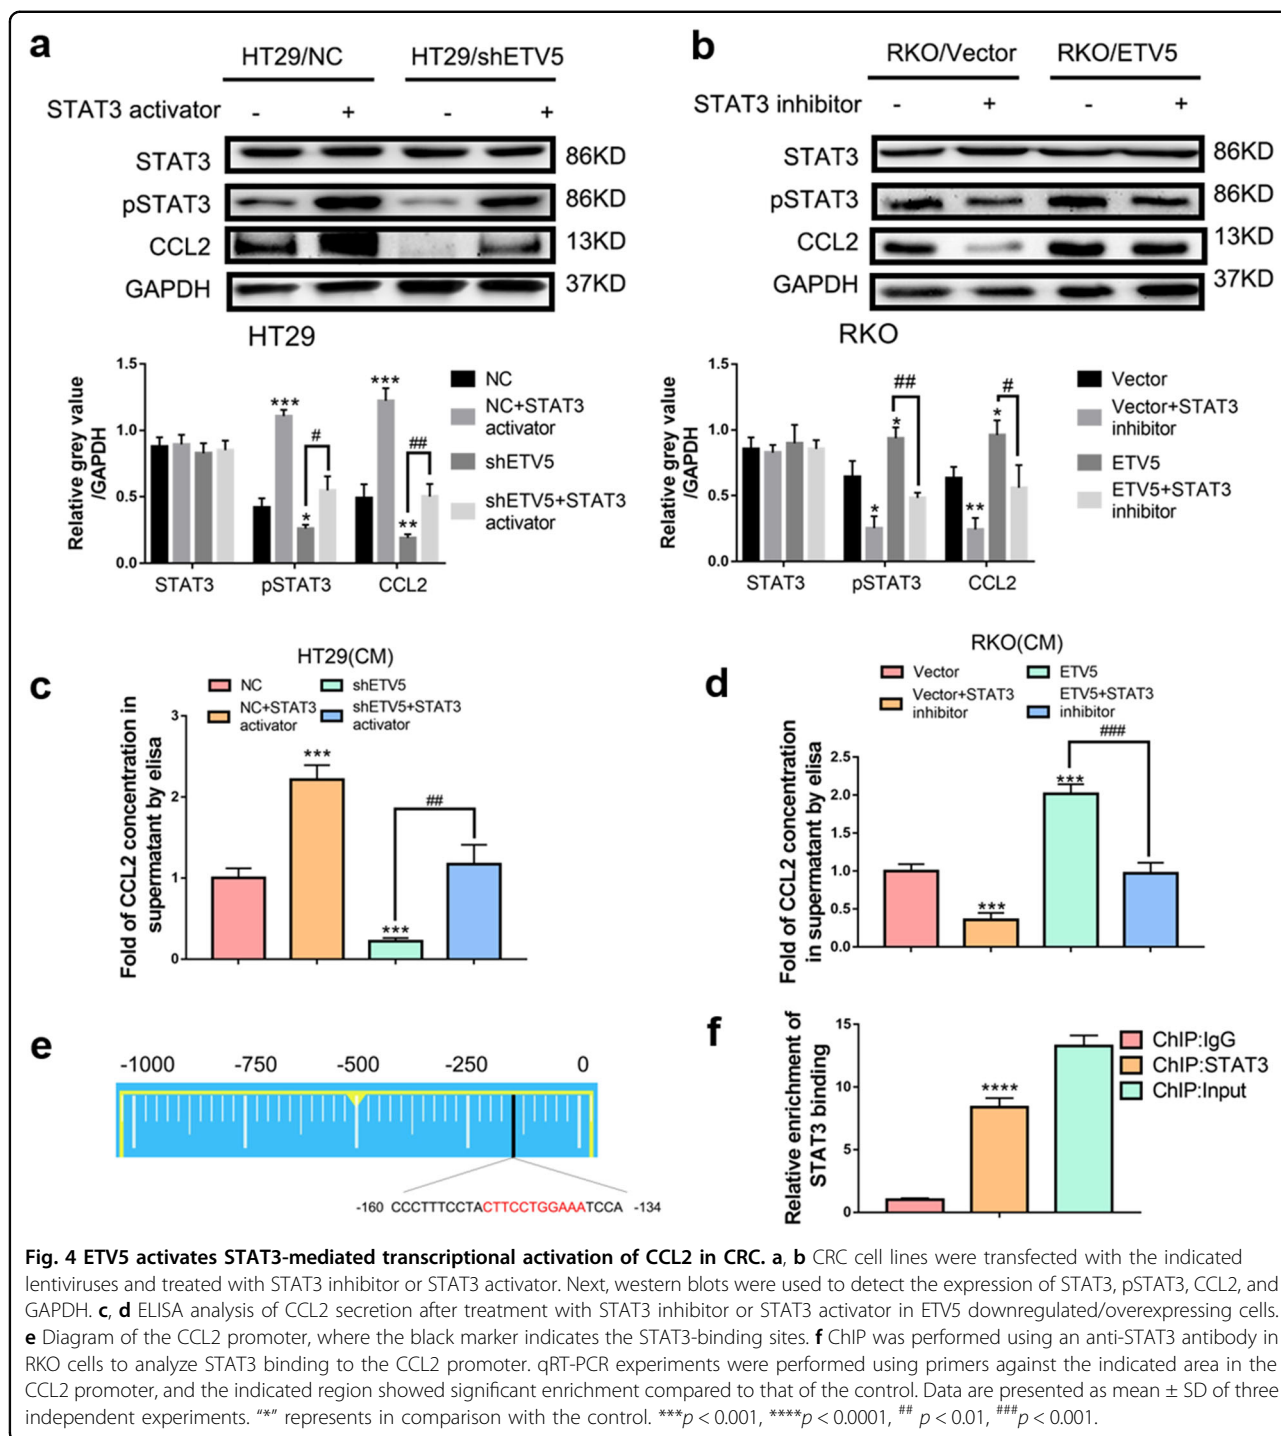 a
HT29/NC HT29/shETV5
STAT3 activator - + - +
STAT3 86KD
pSTAT3 86KD
CCL2 13KD
GAPDH 37KD
HT29
Relative grey value
/GAPDH
1.5
1.0
0.5
0.0
*** *** # ## * **
STAT3 pSTAT3 CCL2
NC
NC+STAT3
activator
shETV5
shETV5+STAT3
activator
b
RKO/Vector RKO/ETV5
STAT3 inhibitor - + - +
STAT3 86KD
pSTAT3 86KD
CCL2 13KD
GAPDH 37KD
RKO
Relative grey value
/GAPDH
1.5
1.0
0.5
0.0
## # * * * **
STAT3 pSTAT3 CCL2
Vector
Vector+STAT3
inhibitor
ETV5
ETV5+STAT3
inhibitor
c
HT29(CM)
NC shETV5
NC+STAT3 shETV5+STAT3
activator activator
Fold of CCL2 concentration in
supermatant by elisa
3
2
1
0
*** *** ##
d
RKO(CM)
Vector ETV5
Vector+STAT3 ETV5+STAT3
inhibitor inhibitor
Fold of CCL2 concentration
in supermatant by elisa
2.5
2.0
1.5
1.0
0.5
0.0
*** *** ###
e
-1000 -750 -500 -250 0
-160 CCCTTTCCTACTTCCTGGAAATCCA -134
f
Relative enrichment of
STAT3 binding
15
10
5
0
****
ChIP:IgG
ChIP:STAT3
ChIP:Input
Fig. 4 ETV5 activates STAT3-mediated transcriptional activation of CCL2 in CRC. a, b CRC cell lines were transfected with the indicated
lentiviruses and treated with STAT3 inhibitor or STAT3 activator. Next, western blots were used to detect the expression of STAT3, pSTAT3, CCL2, and
GAPDH. c, d ELISA analysis of CCL2 secretion after treatment with STAT3 inhibitor or STAT3 activator in ETV5 downregulated/overexpressing cells.
e Diagram of the CCL2 promoter, where the black marker indicates the STAT3-binding sites. f ChIP was performed using an anti-STAT3 antibody in
RKO cells to analyze STAT3 binding to the CCL2 promoter. qRT-PCR experiments were performed using primers against the indicated area in the
CCL2 promoter, and the indicated region showed significant enrichment compared to that of the control. Data are presented as mean ± SD of three
independent experiments. “*” represents in comparison with the control. ***p < 0.001, ****p < 0.0001, ## p < 0.01, ###p < 0.001.